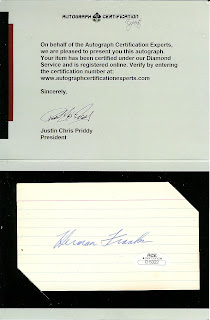 AUTOGRAPH CERTIFICATION
On behalf of the Autograph Certification Experts,
we are pleased to present you this autograph.
Your item has been certified under our Diamond
Service and is registered online. Verify by entering
the certification number at:
www.autographcertificationexperts.com
Sincerely,
Justin Chris Priddy
President
Herman Franks